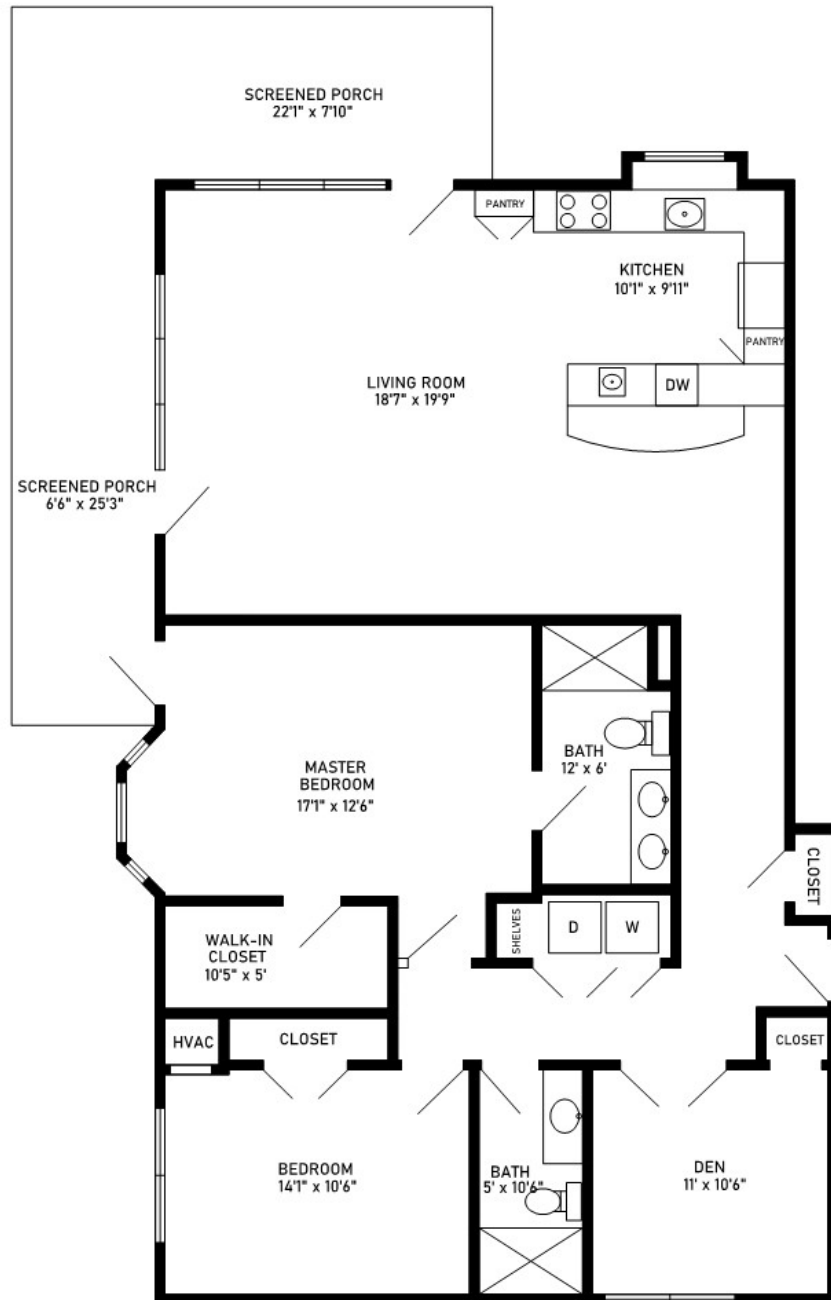 SCREENED PORCH
22'1" x 7'10"
PANTRY
KITCHEN
10'1" x 9'11"
PANTRY
LIVING ROOM
18'7" x 19'9"
DW
SCREENED PORCH
6'6" x 25'3"
MASTER
BEDROOM
17'1" x 12'6"
BATH
12' x 6'
CLOSET
SHELVES
D
W
WALK-IN
CLOSET
10'5" x 5'
HVAC
CLOSET
CLOSET
BEDROOM
14'1" x 10'6"
BATH
5' x 10'6"
DEN
11' x 10'6"